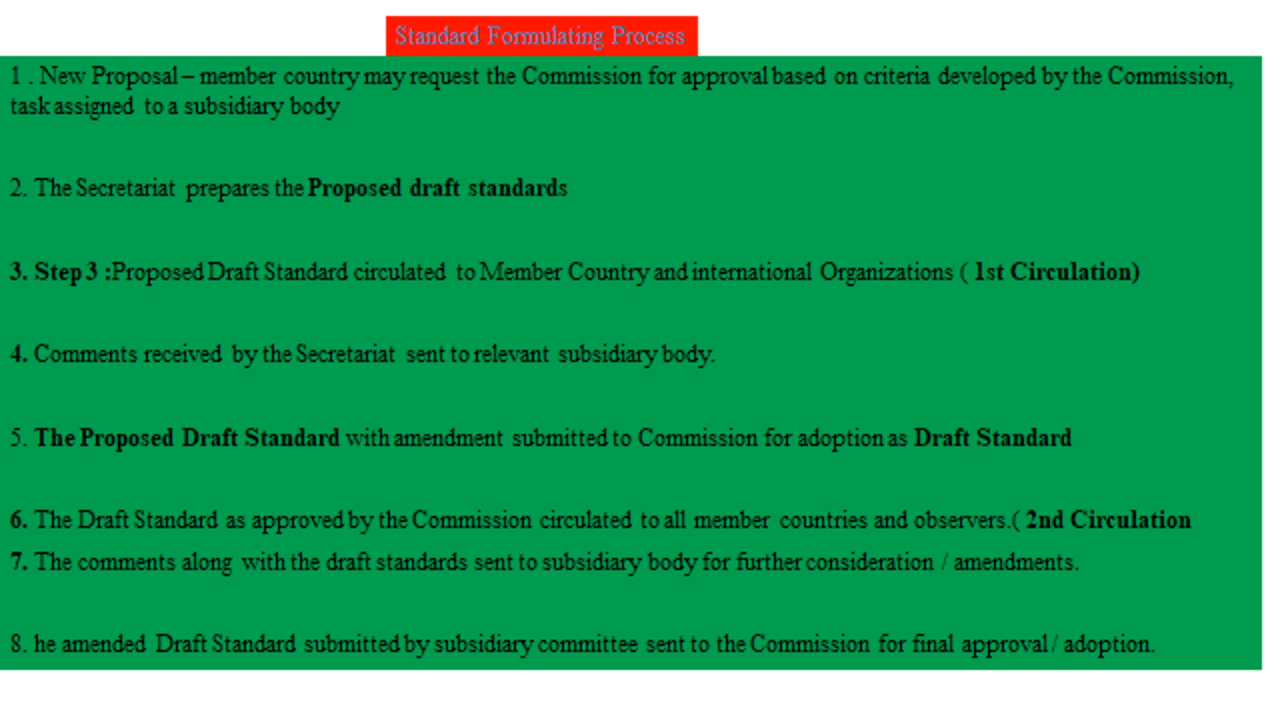 Standard Formulating Process
1 . New Proposal – member country may request the Commission for approval based on criteria developed by the Commission,
task assigned to a subsidiary body
2. The Secretariat prepares the Proposed draft standards
3. Step 3 :Proposed Draft Standard circulated to Member Country and international Organizations ( 1st Circulation)
4. Comments received by the Secretariat sent to relevant subsidiary body.
5. The Proposed Draft Standard with amendment submitted to Commission for adoption as Draft Standard
6. The Draft Standard as approved by the Commission circulated to all member countries and observers.( 2nd Circulation
7. The comments along with the draft standards sent to subsidiary body for further consideration / amendments.
8. he amended Draft Standard submitted by subsidiary committee sent to the Commission for final approval / adoption.